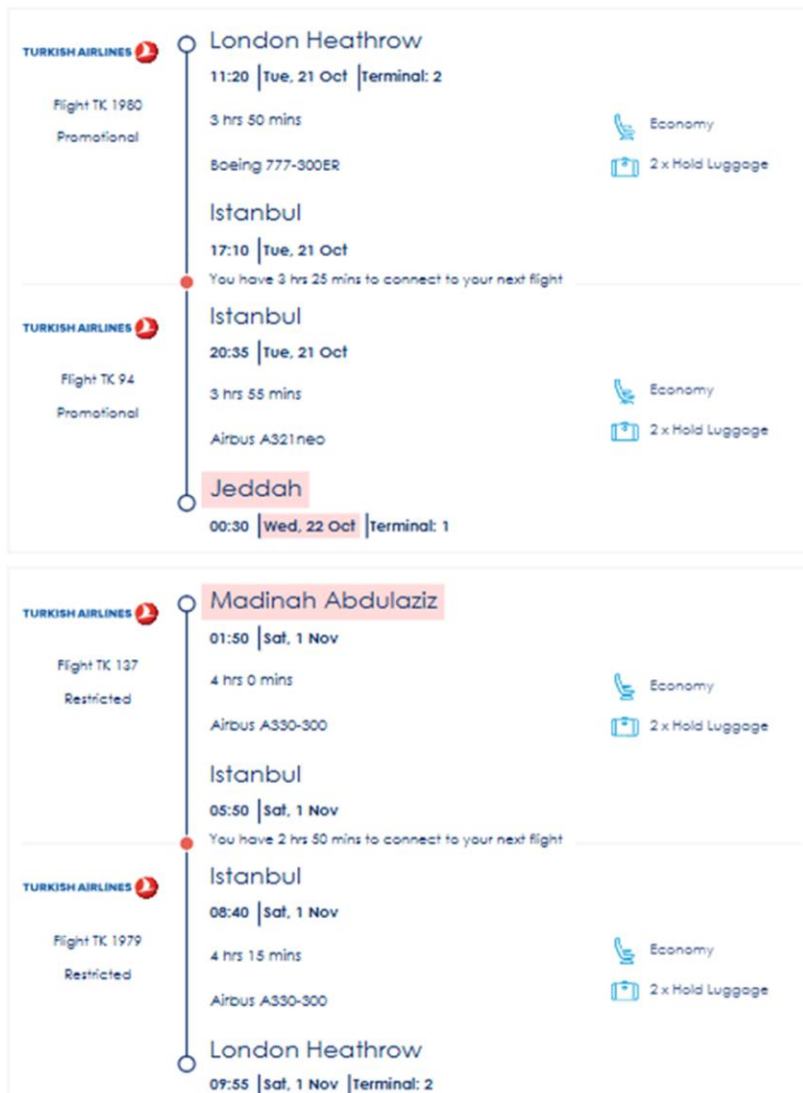 TURKISH AIRLINES
London Heathrow
11:20 | Tue, 21 Oct | Terminal: 2
Flight TK 1980
Promotional
3 hrs 50 mins
Economy
Boeing 777-300ER
2 x Hold Luggage
Istanbul
17:10 | Tue, 21 Oct
You have 3 hrs 25 mins to connect to your next flight
TURKISH AIRLINES
Istanbul
20:35 | Tue, 21 Oct
Flight TK 94
Promotional
3 hrs 55 mins
Economy
Airbus A321neo
2 x Hold Luggage
Jeddah
00:30 | Wed, 22 Oct | Terminal: 1
TURKISH AIRLINES
Madinah Abdulaziz
01:50 | Sat, 1 Nov
Flight TK 137
Restricted
4 hrs 0 mins
Economy
Airbus A330-300
2 x Hold Luggage
Istanbul
05:50 | Sat, 1 Nov
You have 2 hrs 50 mins to connect to your next flight
TURKISH AIRLINES
Istanbul
08:40 | Sat, 1 Nov
Flight TK 1979
Restricted
4 hrs 15 mins
Economy
Airbus A330-300
2 x Hold Luggage
London Heathrow
09:55 | Sat, 1 Nov | Terminal: 2